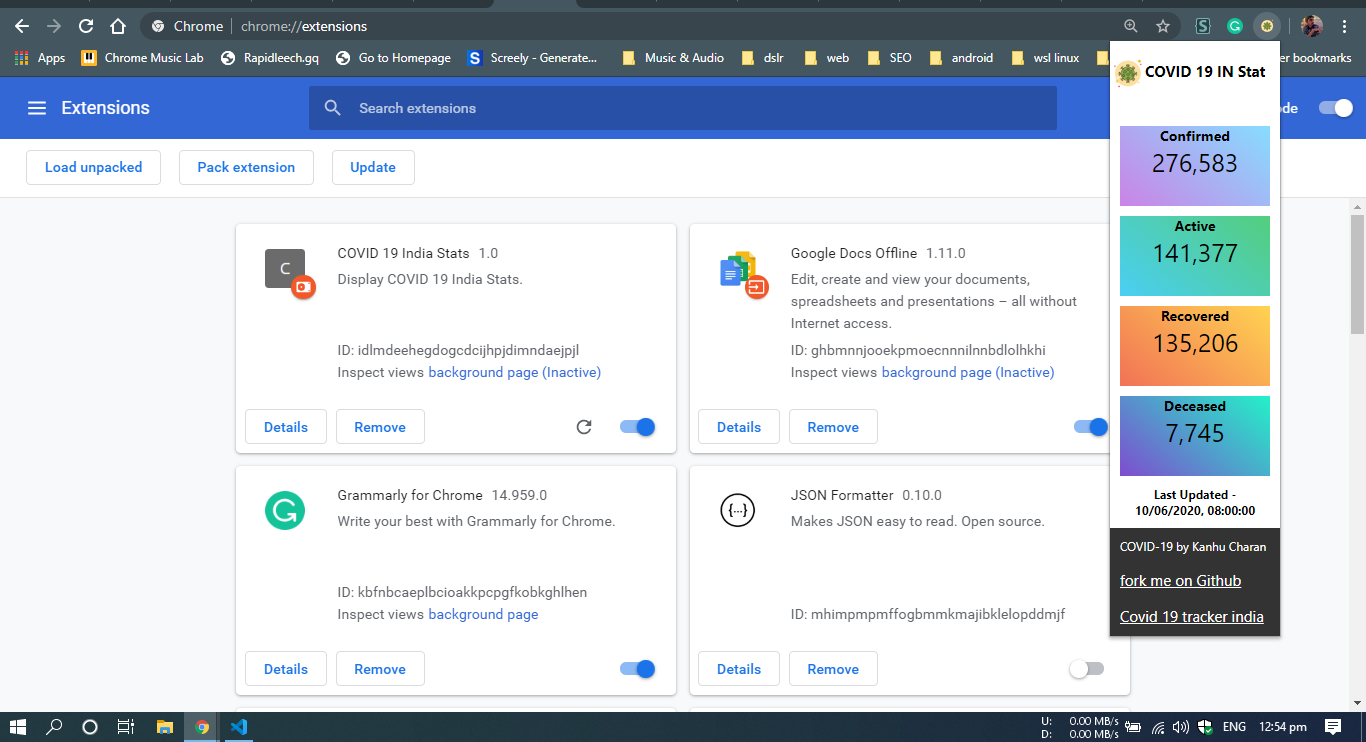 Chrome | chrome://extensions
Apps Chrome Music Lab Rapidleech.gq Go to Homepage Screely - Generate... Music & Audio dslr web SEO android wsl linux er bookmarks
Extensions
Search extensions
de
Load unpacked Pack extension Update
COVID 19 India Stats 1.0
Display COVID 19 India Stats.
C
ID: idlmdeehegdogcdcijhpjdimndaejpjl
Inspect views background page (Inactive)
Details Remove
Google Docs Offline 1.11.0
Edit, create and view your documents,
spreadsheets and presentations – all without
Internet access.
ID: ghbmnnjooekpmoecnnnilnnbdlolhkhi
Inspect views background page (Inactive)
Details Remove
Grammarly for Chrome 14.959.0
Write your best with Grammarly for Chrome.
ID: kbfnbcaeplbcioakkpcpgfkobkghlhen
Inspect views background page
Details Remove
JSON Formatter 0.10.0
Makes JSON easy to read. Open source.
{...}
ID: mhimpmpmffogbmmkmajibklelopddmjf
Details Remove
COVID 19 IN Stat
Confirmed
276,583
Active
141,377
Recovered
135,206
Deceased
7,745
Last Updated -
10/06/2020, 08:00:00
COVID-19 by Kanhu Charan
fork me on Github
Covid 19 tracker india
U: 0.00 MB/s
D: 0.00 MB/s
ENG 12:54 pm